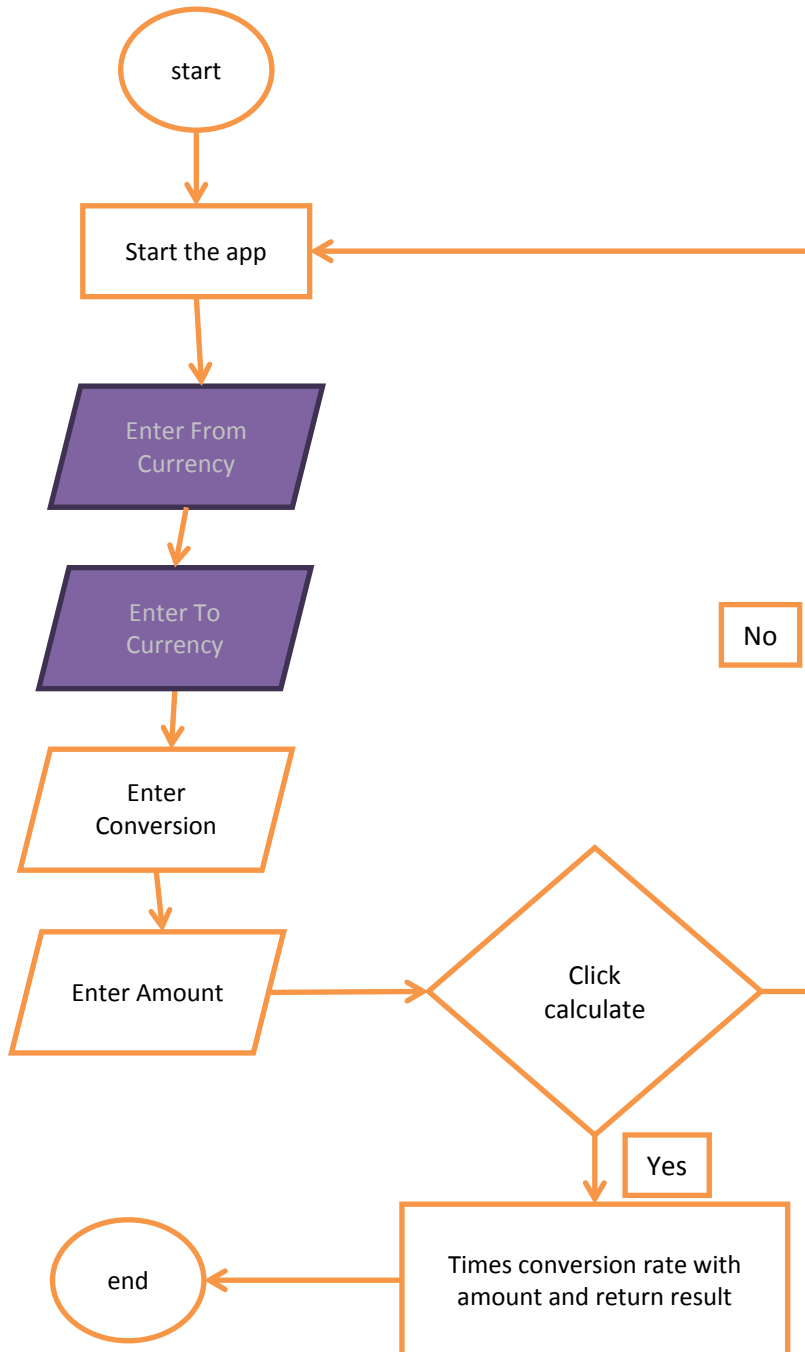 start
Start the app
Enter From
Currency
Enter To
Currency
No
Enter
Conversion
Enter Amount
Click
calculate
Yes
Times conversion rate with
amount and return result
end